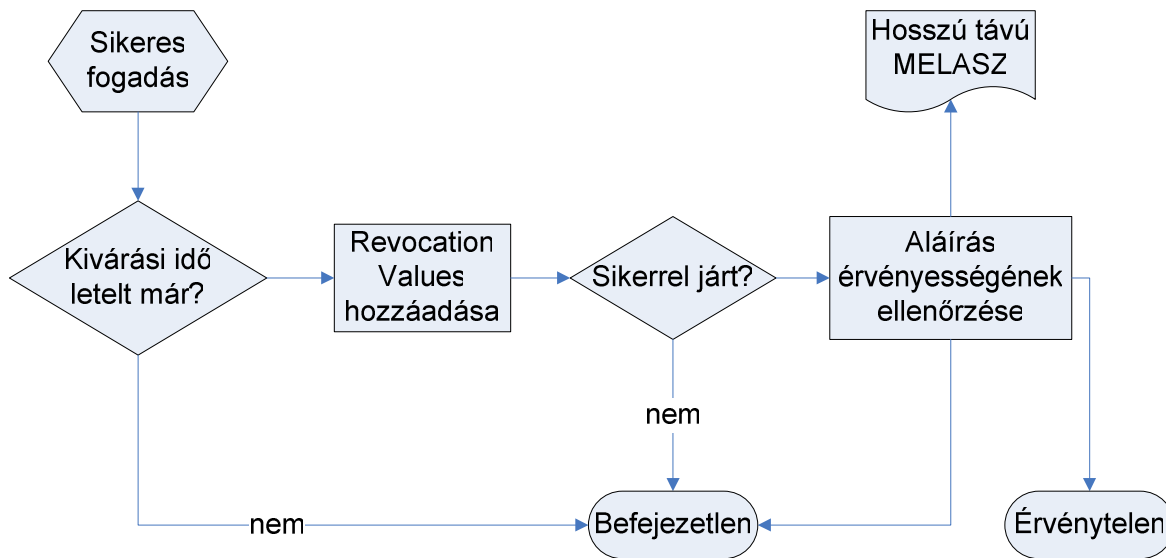 Sikeres
fogadás
Hosszú távú
MELASZ
Kivárási idő
letelt már?
Revocation
Values
hozzáadása
Sikerrel járt?
Aláírás
érvényességének
ellenőrzése
nem
nem
Befejezetlen
Érvénytelen